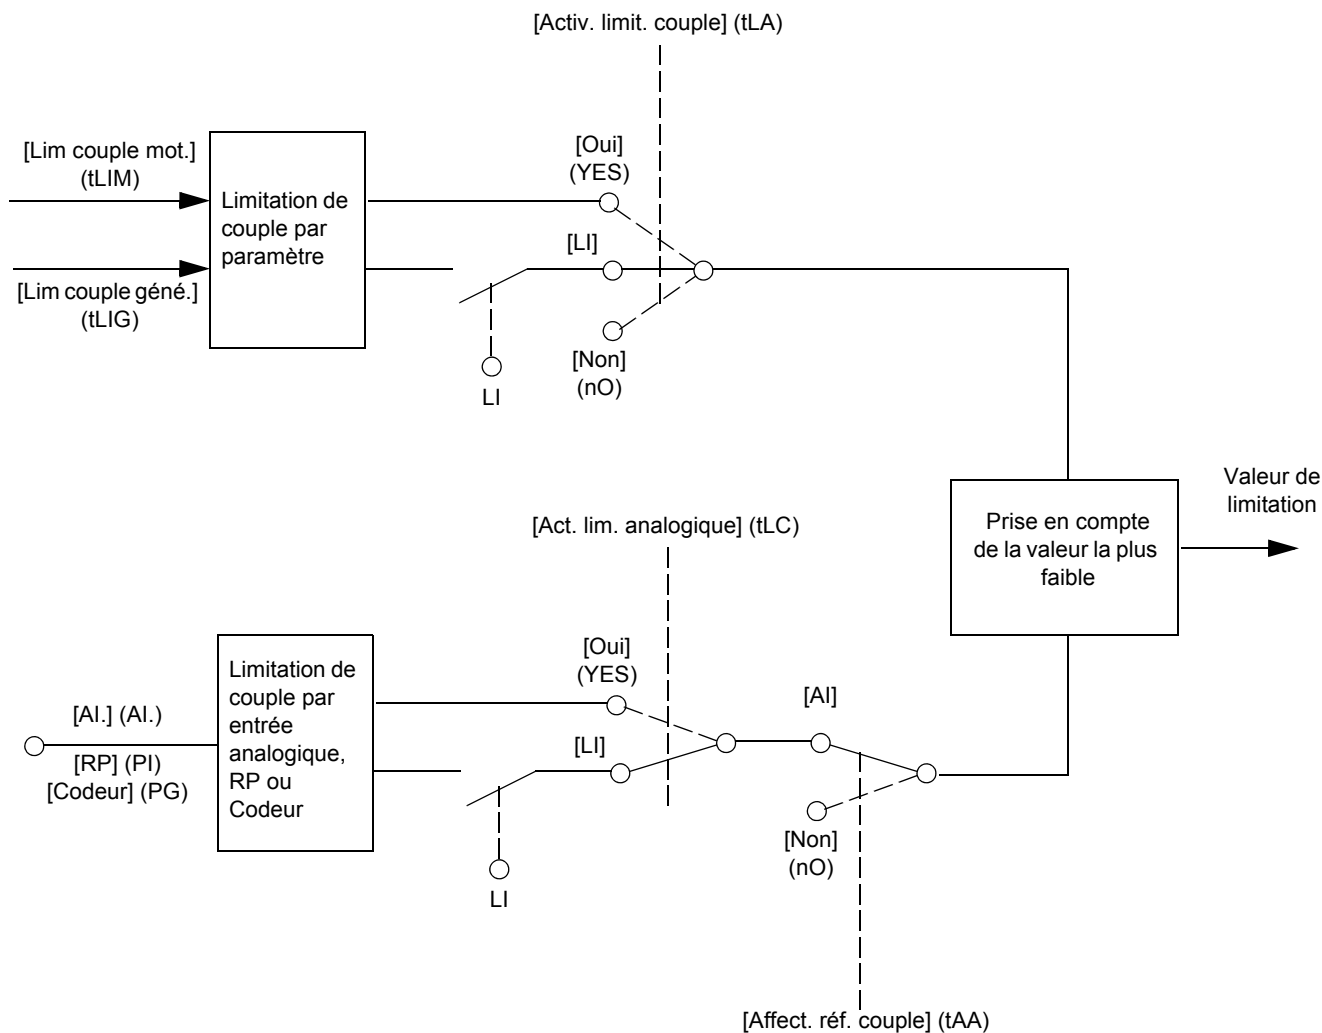 [Activ. limit. couple] (tLA)
[Lim couple mot.]
(tLIM)
[Lim couple géné.]
(tLIG)
Limitation de
couple par
paramètre
[Oui]
(YES)
[LI]
[Non]
(nO)
LI
Prise en compte
de la valeur la plus
faible
Valeur de
limitation
[Act. lim. analogique] (tLC)
[AI.] (AI.)
[RP] (PI)
[Codeur] (PG)
Limitation de
couple par
entrée
analogique,
RP ou
Codeur
[Oui]
(YES)
[LI]
LI
[AI]
[Non]
(nO)
[Affect. réf. couple] (tAA)